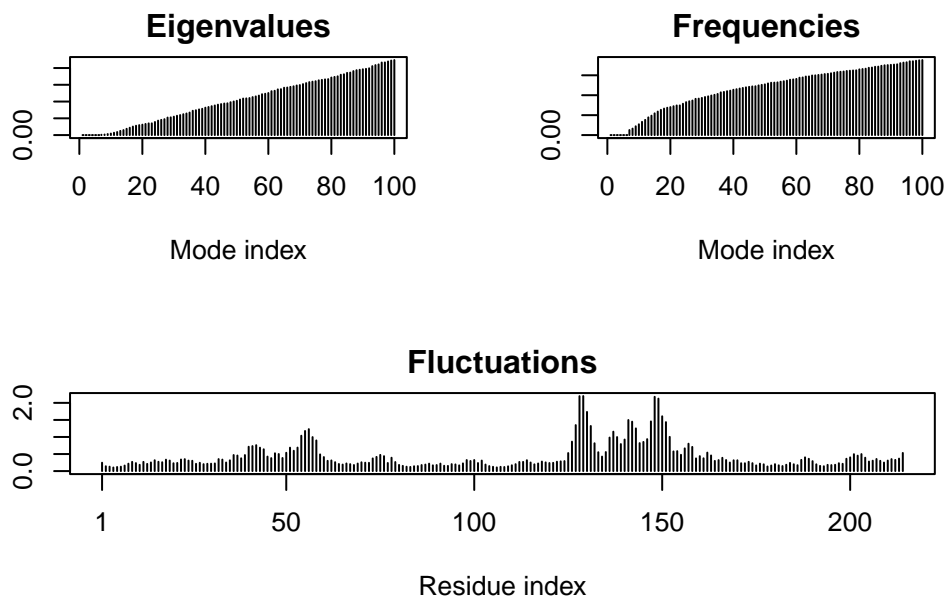 Eigenvalues
0.00
0 20 40 60 80 100
Mode index
Frequencies
0.00
0 20 40 60 80 100
Mode index
Fluctuations
2.0
0.0
1 50 100 150 200
Residue index